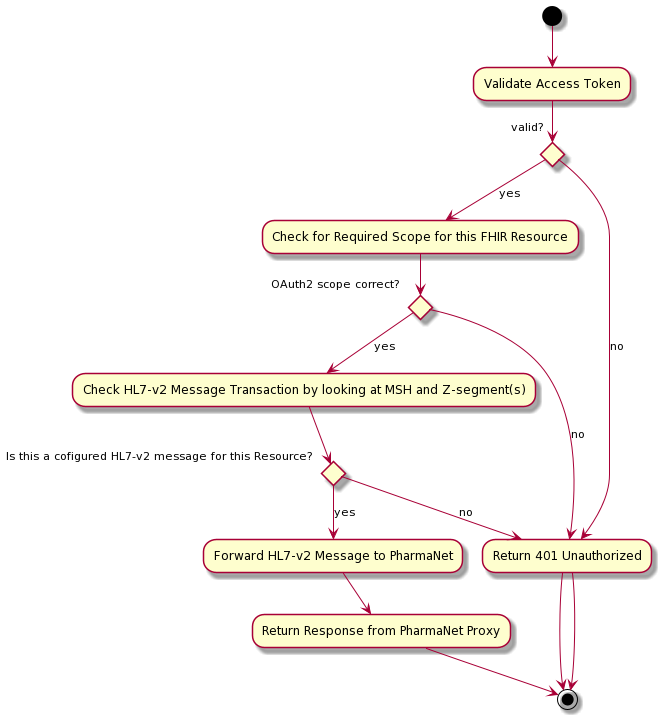 Validate Access Token
valid?
yes
Check for Required Scope for this FHIR Resource
OAuth2 scope correct?
yes
no
Check HL7-v2 Message Transaction by looking at MSH and Z-segment(s)
no
Is this a cofigured HL7-v2 message for this Resource?
yes
no
Forward HL7-v2 Message to PharmaNet
Return 401 Unauthorized
Return Response from PharmaNet Proxy